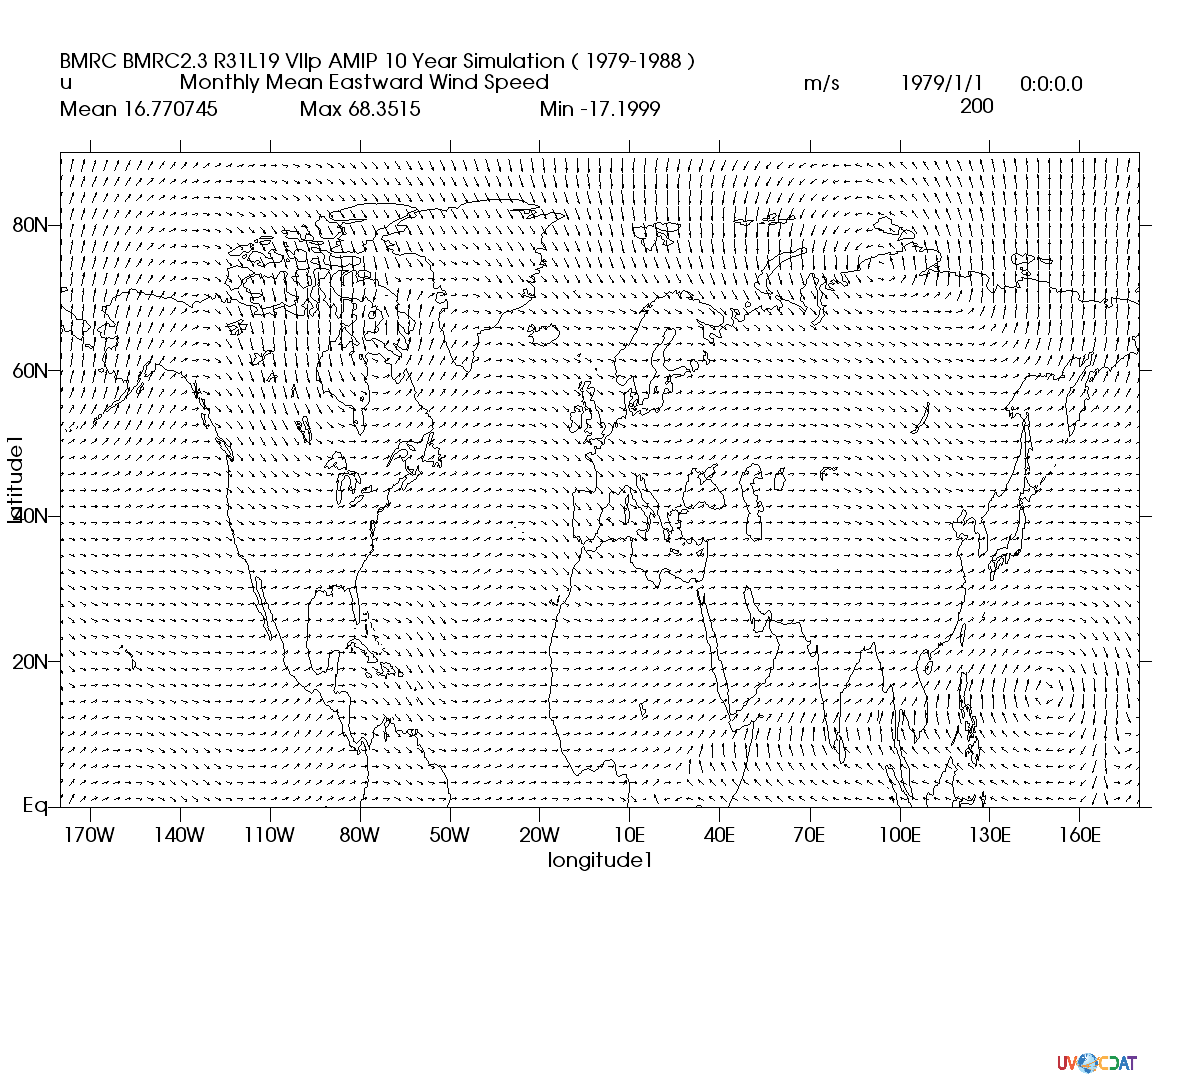 BMRC BMRC2.3 R31L19 VIIp AMIP 10 Year Simulation ( 1979-1988 )
u Monthly Mean Eastward Wind Speed m/s 1979/1/1 0:0:0.0
Mean 16.770745 Max 68.3515 Min -17.1999 200
80N
60N
40N
20N
Eq
latitude1
170W 140W 110W 80W 50W 20W 10E 40E 70E 100E 130E 160E
longitude1
UV CDAT